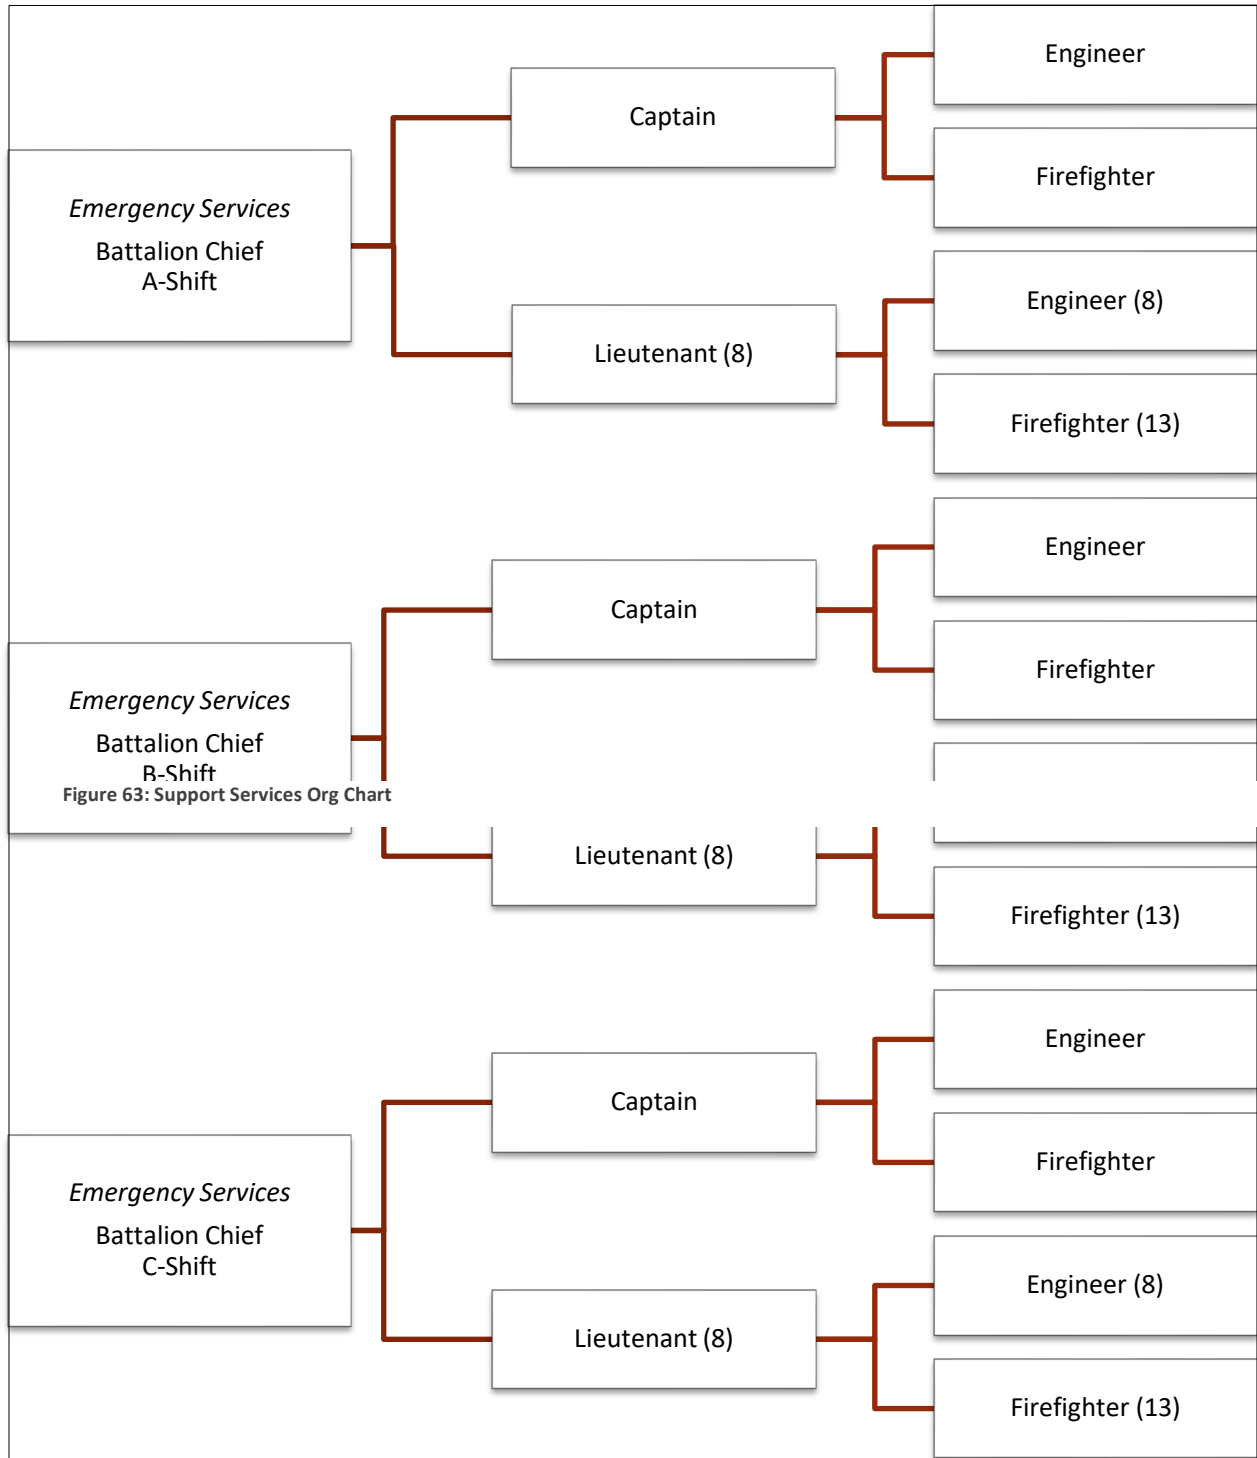 Emergency Services
Battalion Chief
A-Shift
Captain
Engineer
Firefighter
Lieutenant (8)
Engineer (8)
Firefighter (13)
Emergency Services
Battalion Chief
B-Shift
Captain
Engineer
Firefighter
Figure 63: Support Services Org Chart
Lieutenant (8)
Firefighter (13)
Emergency Services
Battalion Chief
C-Shift
Captain
Engineer
Firefighter
Lieutenant (8)
Engineer (8)
Firefighter (13)